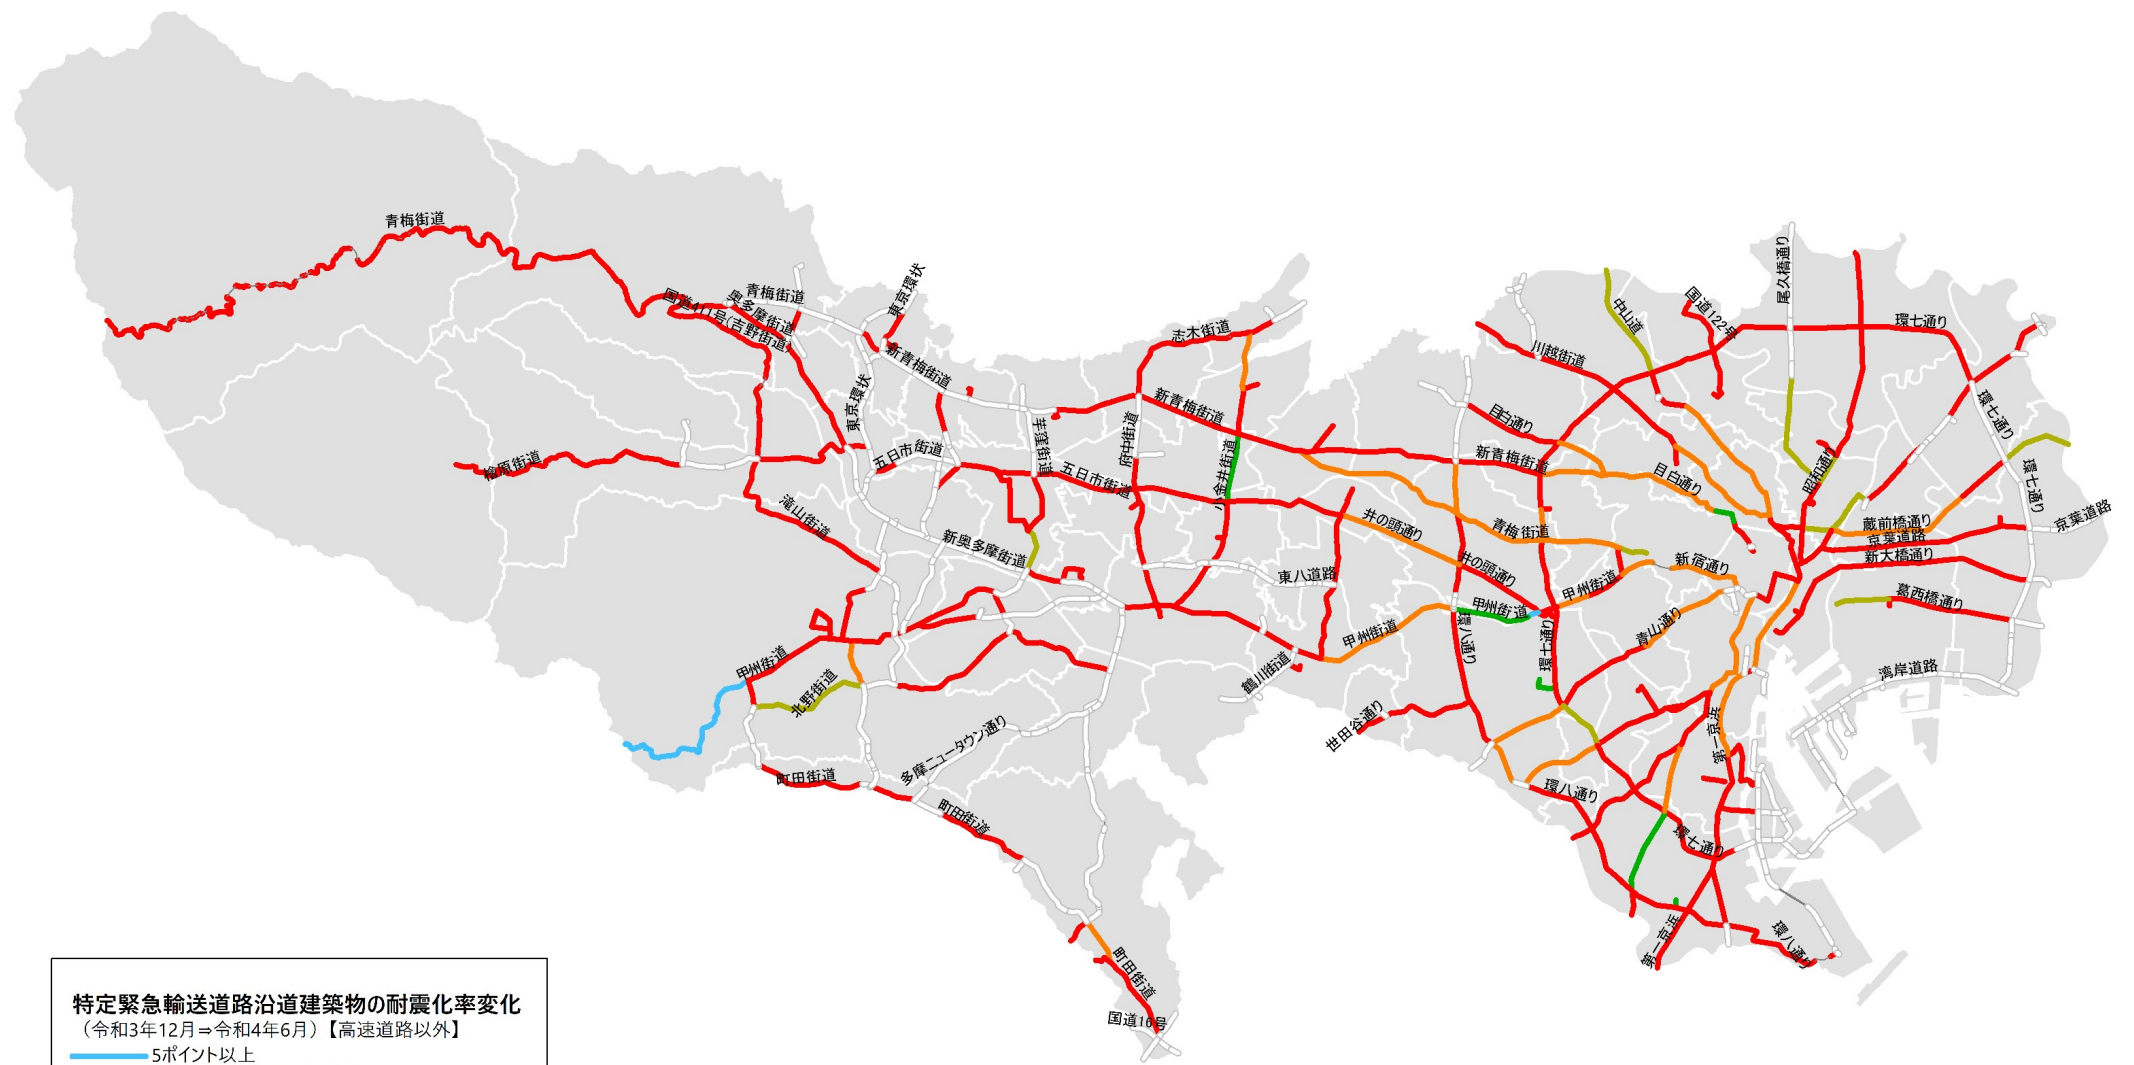 青梅街道
国道411号(吉野街道)
奥多摩街道
青梅街道
東京環状
新青梅街道
東京環状
五日市街道
檜原街道
滝山街道
芋窪街道
五日市街道
新奥多摩街道
府中街道
志木街道
新青梅街道
小金井街道
東八道路
甲州街道
北野街道
町田街道
多摩ニュータウン通り
町田街道
町田街道
国道16号
鶴川街道
世田谷通り
甲州街道
井の頭通り
井の頭通り
青梅街道
新青梅街道
目白通り
目白通り
川越街道
中山道
国道122号
尾久橋通り
環七通り
環七通り
環七通り
昭和通り
蔵前橋通り
京葉道路
京葉道路
新大橋通り
葛西橋通り
湾岸道路
新宿通り
甲州街道
甲州街道
青山通り
環八通り
環七通り
第一京浜
環八通り
環七通り
第一京浜
環八通り
特定緊急輸送道路沿道建築物の耐震化率変化
（令和3年12月⇒令和4年6月）【高速道路以外】
5ポイント以上